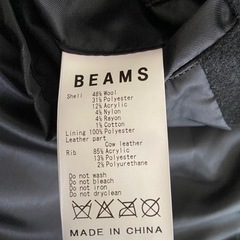 BEAMS
Shell 48% Wool
31% Polyester
12% Acrylic
4% Nylon
4% Rayon
1% Cotton
Lining 100% Polyester
Leather part
Cow leather
Rib 85% Acrylic
13% Polyester
2% Polyurethane
Do not wash
Do not bleach
Do not iron
Do not dryclean
MADE IN CHINA